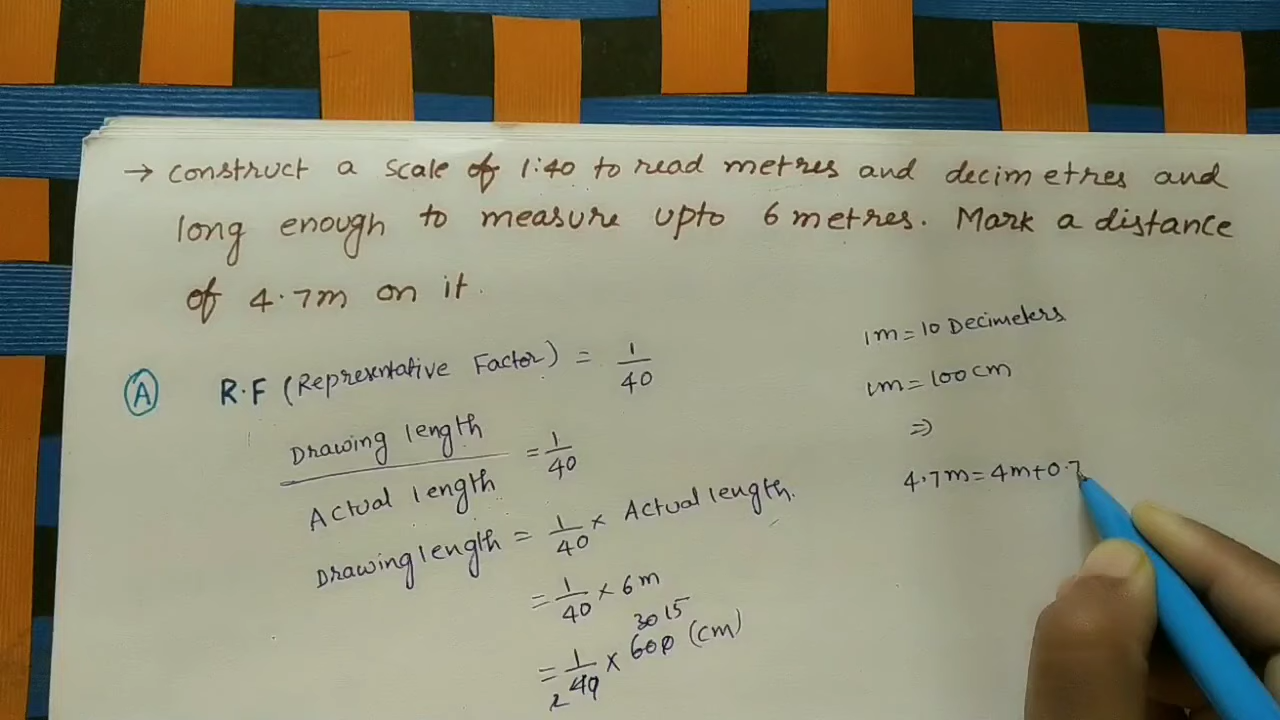 → construct a scale of 1:40 to read metres and decimetres and
long enough to measure upto 6 metres. Mark a distance
of 4.7m on it.
A R.F (Representative Factor) = 1/40
Drawing length / Actual length = 1/40
Drawing length = 1/40 × Actual length.
= 1/40 × 6m
30 15
= 1/40 × 600 (cm)
2
1m = 10 Decimeters
1m = 100cm
⇒
4.7m = 4m+0.7